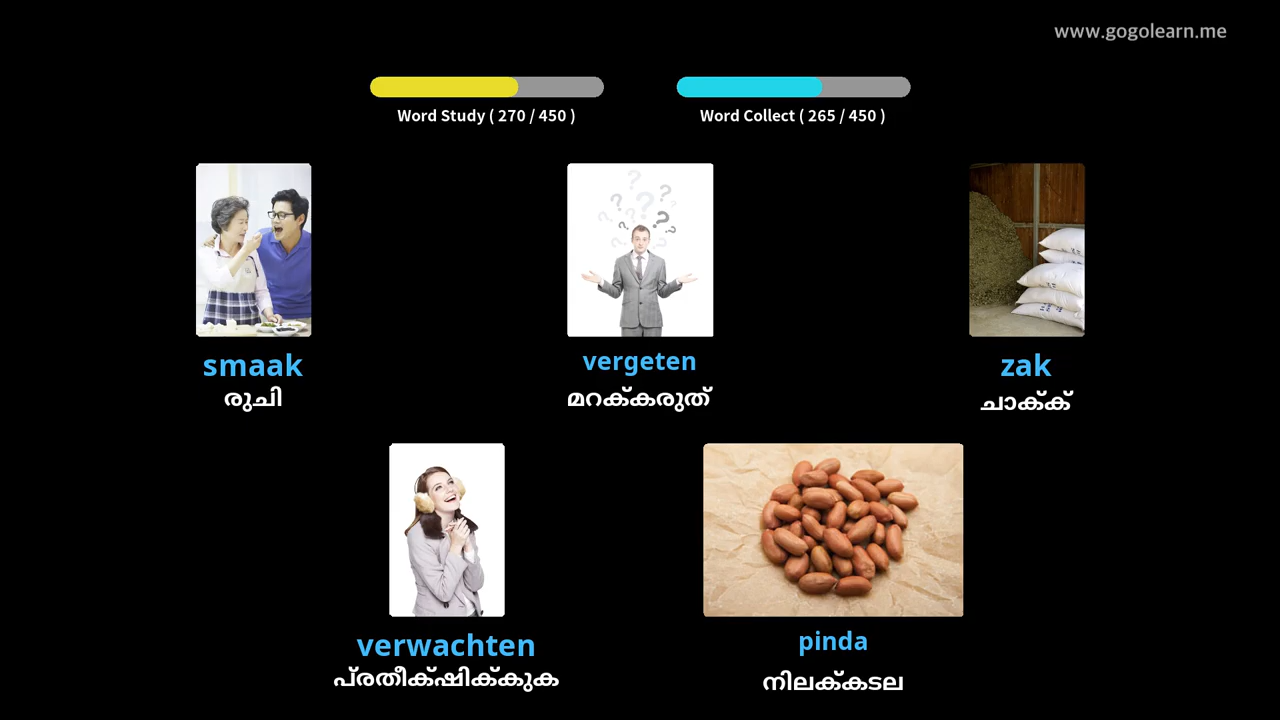 www.gogolearn.me
Word Study ( 270 / 450 )
Word Collect ( 265 / 450 )
smaak
രുചി
vergeten
മറക്കരുത്
zak
ചാക്ക്
verwachten
പ്രതീക്ഷിക്കുക
pinda
നിലക്കടല